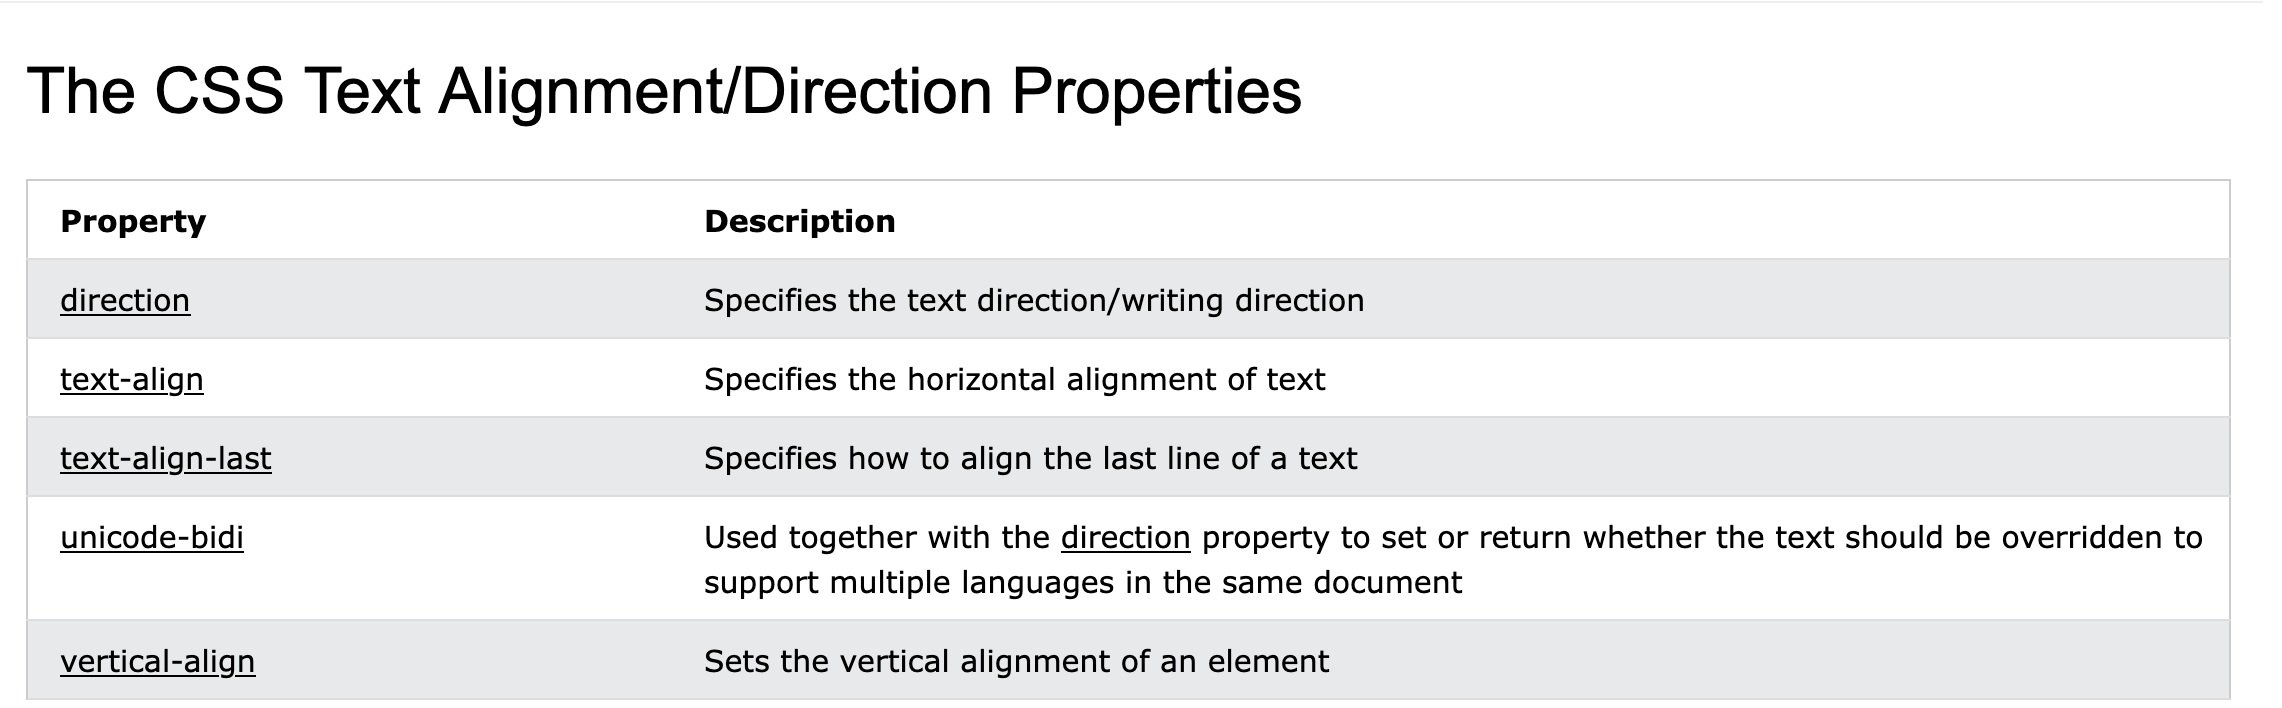 The CSS Text Alignment/Direction Properties
Property Description
direction Specifies the text direction/writing direction
text-align Specifies the horizontal alignment of text
text-align-last Specifies how to align the last line of a text
unicode-bidi Used together with the direction property to set or return whether the text should be overridden to
support multiple languages in the same document
vertical-align Sets the vertical alignment of an element